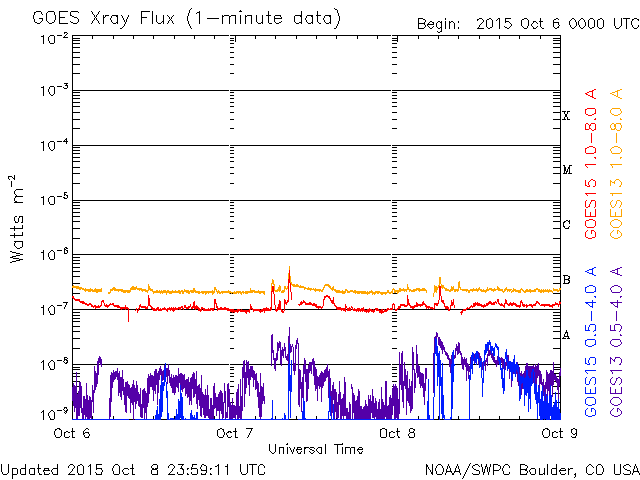 GOES Xray Flux (1-minute data)
Begin: 2015 Oct 6 0000 UTC
10-2
10-3
10-4
10-5
10-6
10-7
10-8
10-9
Watts m-2
X
M
C
B
A
GOES15 1.0-8.0 A
GOES13 1.0-8.0 A
GOES15 0.5-4.0 A
GOES13 0.5-4.0 A
Oct 6
Oct 7
Oct 8
Oct 9
Universal Time
Updated 2015 Oct 8 23:59:11 UTC
NOAA/SWPC Boulder, CO USA